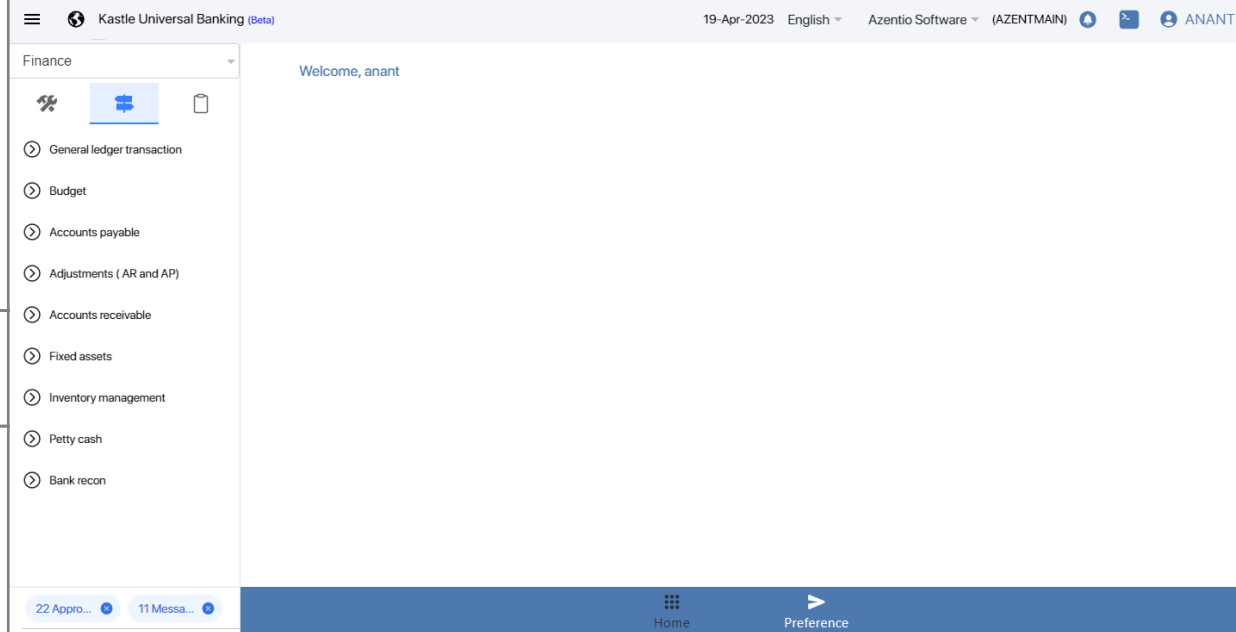 Kastle Universal Banking (Beta)
19-Apr-2023 English Azentio Software (AZENTMAIN) ANANT
Finance
Welcome, anant
General ledger transaction
Budget
Accounts payable
Adjustments ( AR and AP)
Accounts receivable
Fixed assets
Inventory management
Petty cash
Bank recon
22 Appro... 11 Messa...
Home Preference